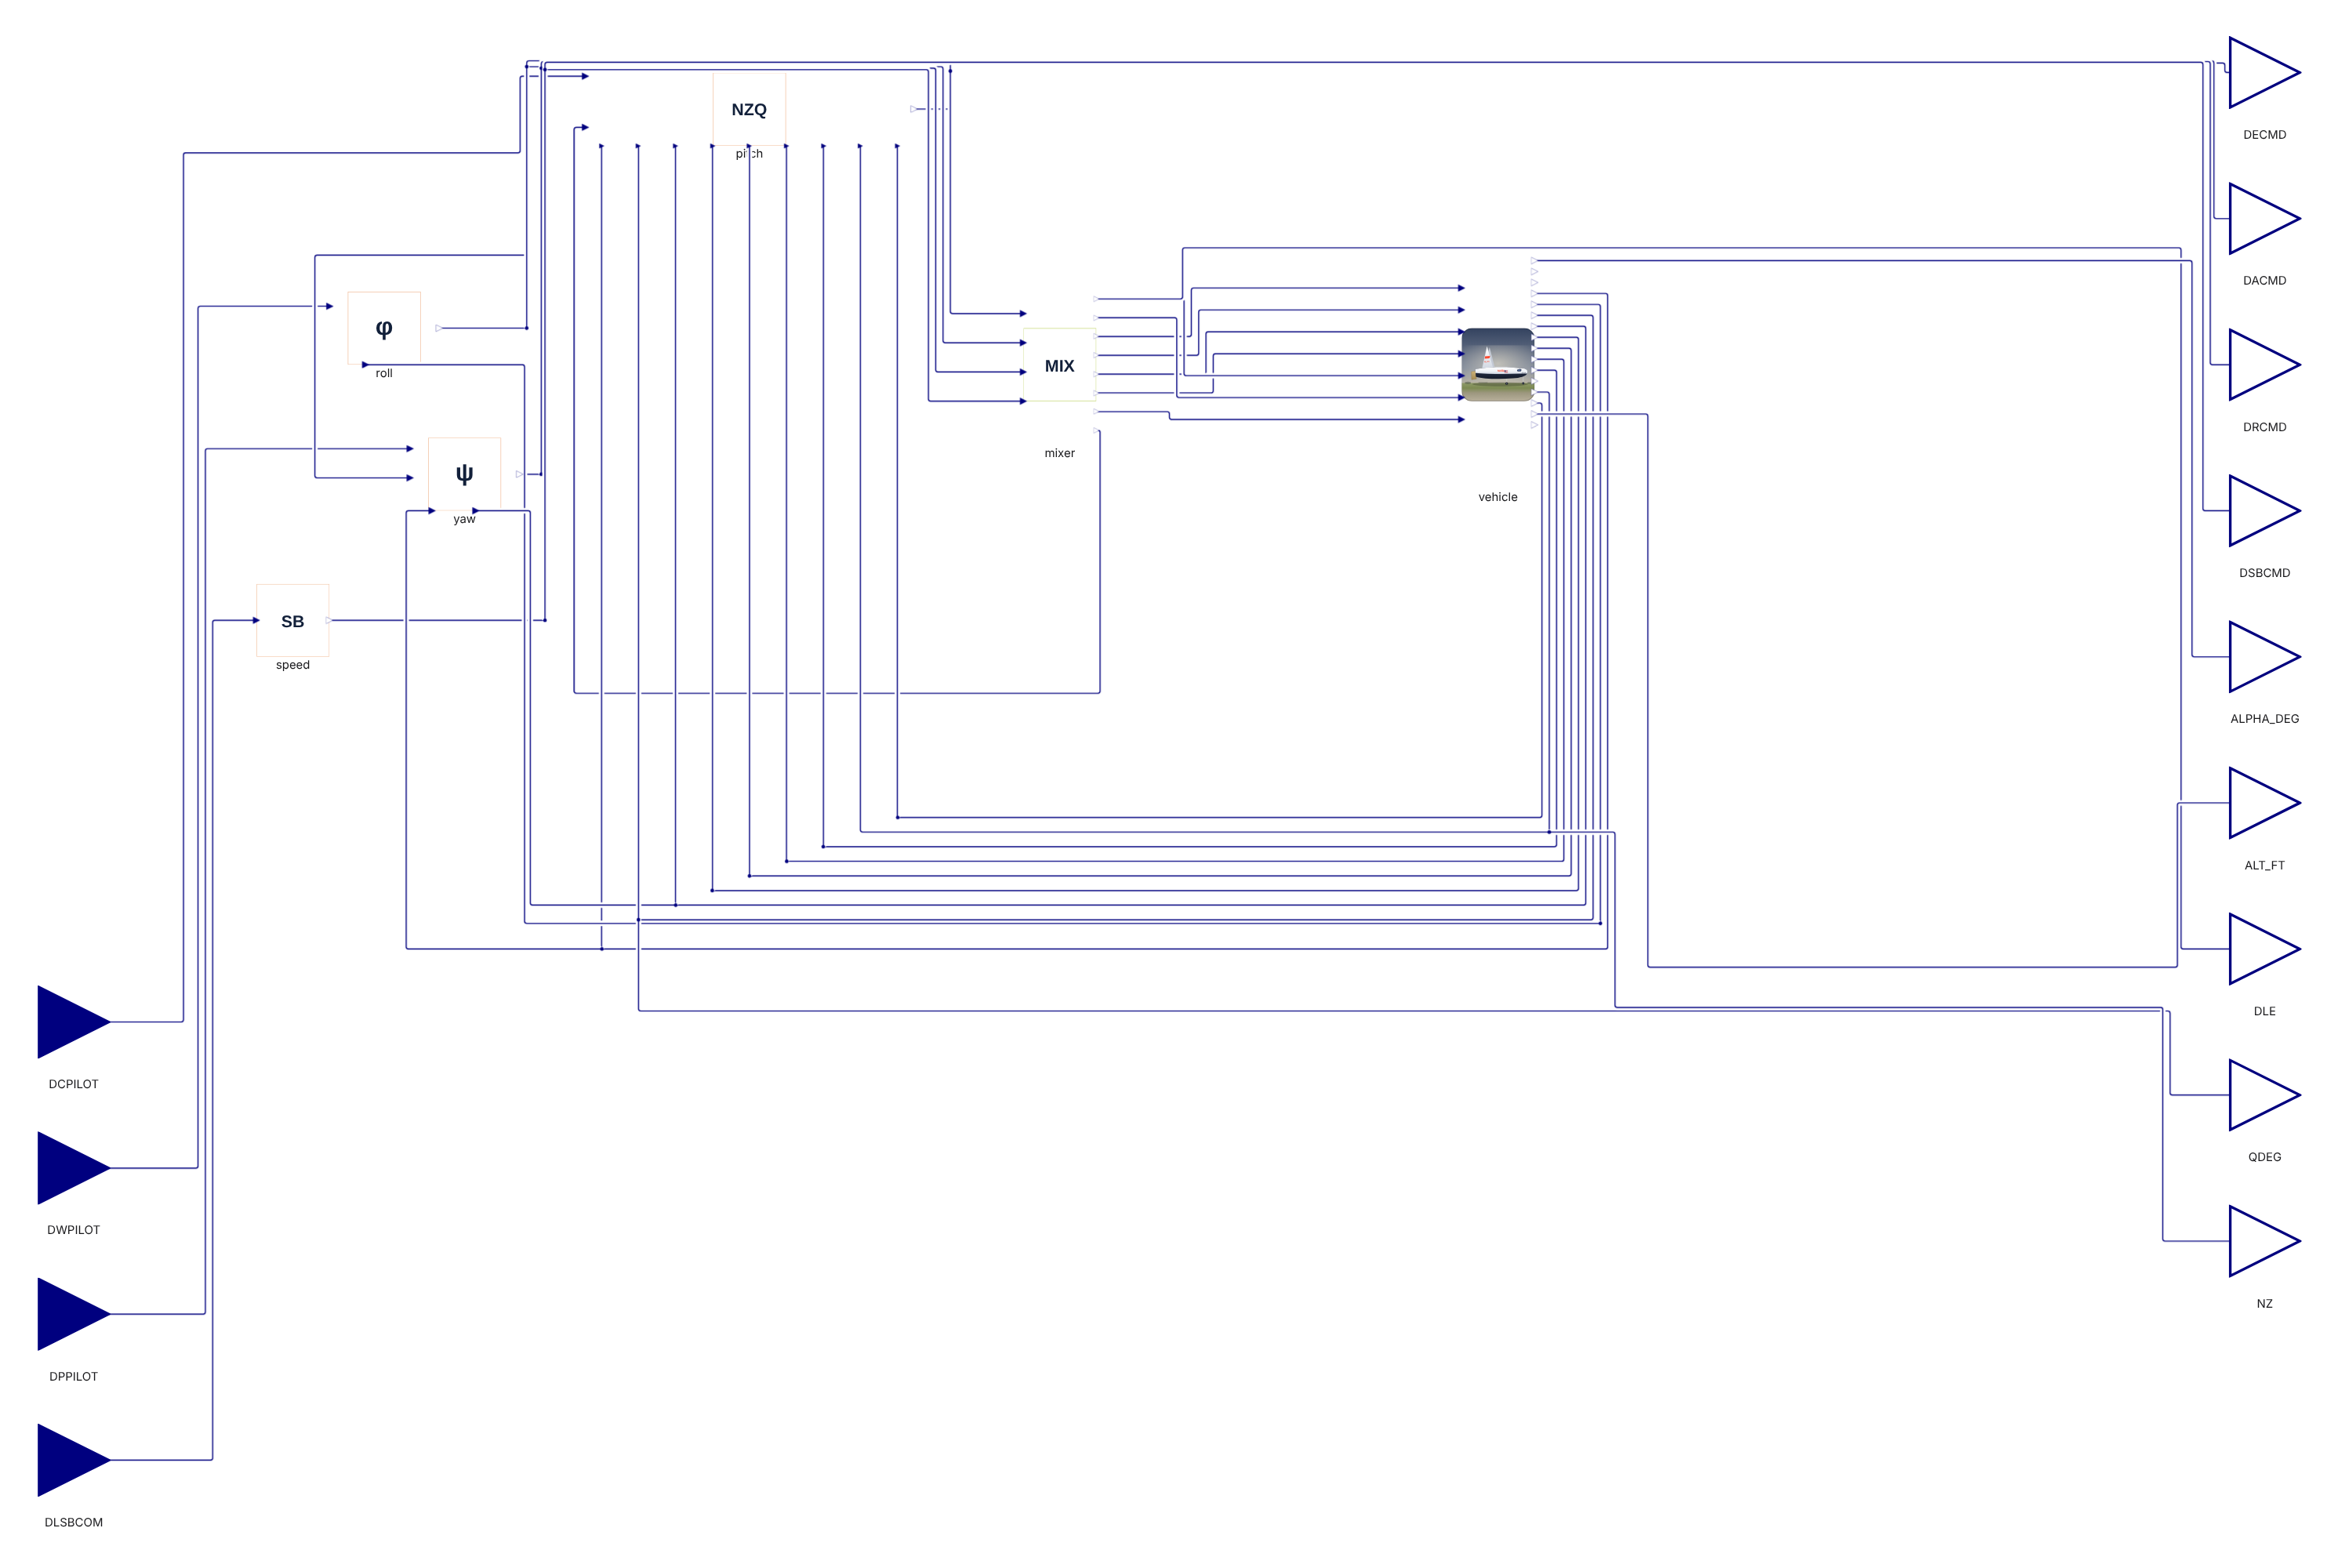 NZQ
pitch
φ
roll
ψ
yaw
SB
speed
MIX
mixer
vehicle
DCPILOT
DWPILOT
DPPILOT
DLSBCOM
DECMD
DACMD
DRCMD
DSBCMD
ALPHA_DEG
ALT_FT
DLE
QDEG
NZ